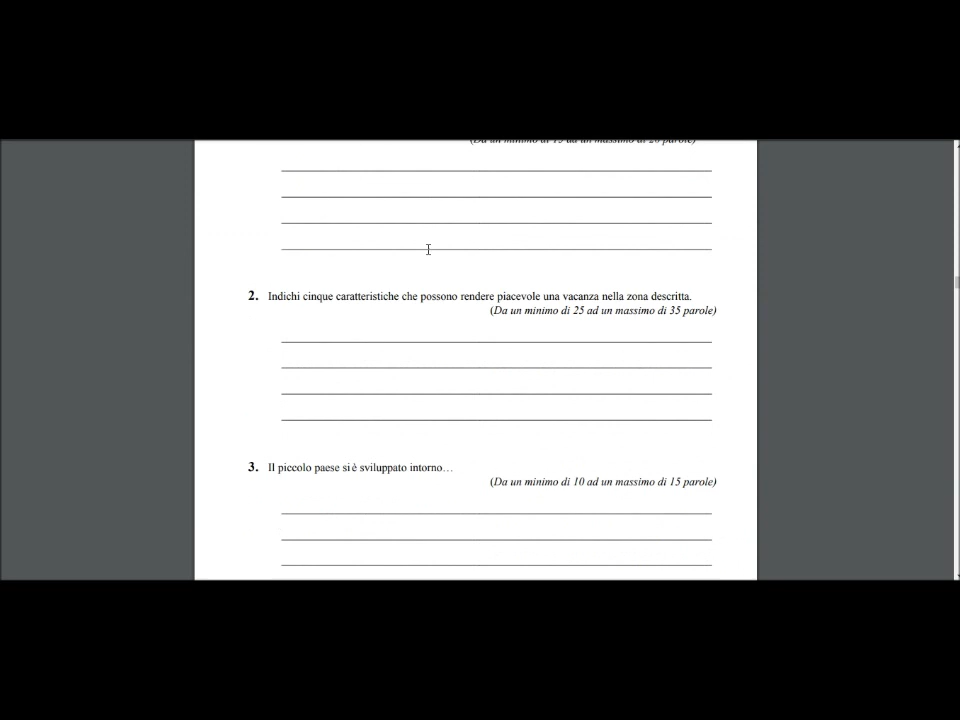 2. Indichi cinque caratteristiche che possono rendere piacevole una vacanza nella zona descritta.
(Da un minimo di 25 ad un massimo di 35 parole)
3. Il piccolo paese si è sviluppato intorno…
(Da un minimo di 10 ad un massimo di 15 parole)